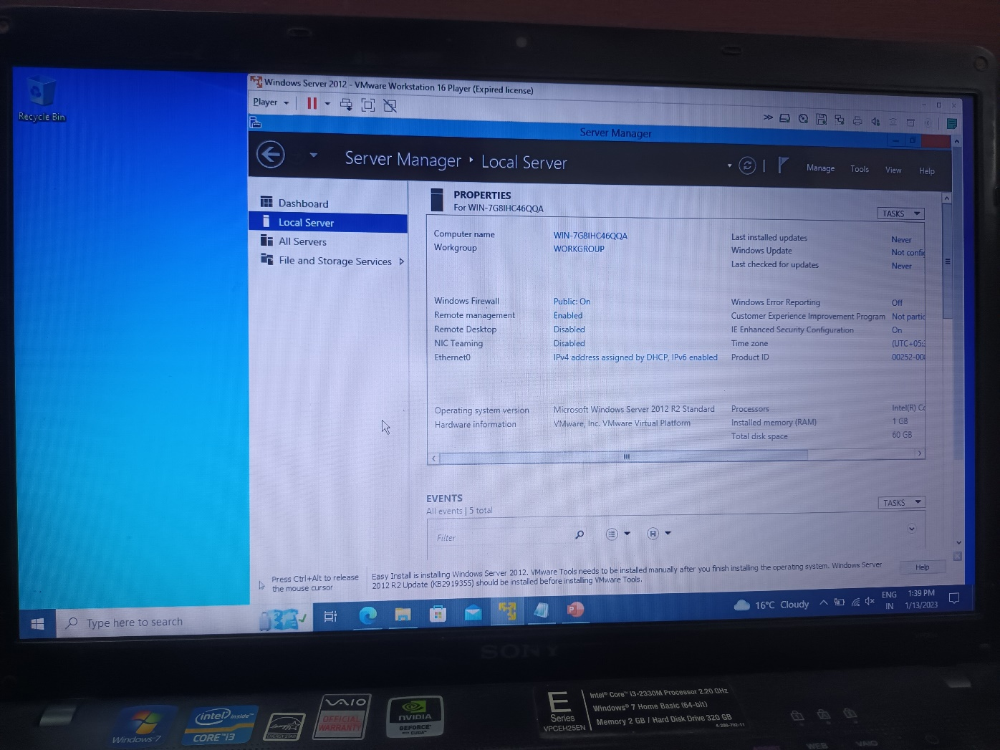 Recycle Bin
Windows Server 2012 - VMware Workstation 16 Player (Expired license)
Player
Server Manager
Server Manager ‣ Local Server
Manage
Tools
View
Help
Dashboard
Local Server
All Servers
File and Storage Services
PROPERTIES
For WIN-7G8IHC46QQA
TASKS
Computer name WIN-7G8IHC46QQA
Workgroup WORKGROUP
Last installed updates Never
Windows Update Not confi
Last checked for updates Never
Windows Firewall Public: On
Remote management Enabled
Remote Desktop Disabled
NIC Teaming Disabled
Ethernet0 IPv4 address assigned by DHCP, IPv6 enabled
Windows Error Reporting Off
Customer Experience Improvement Program Not partic
IE Enhanced Security Configuration On
Time zone (UTC+05:
Product ID 00252-00
Operating system version Microsoft Windows Server 2012 R2 Standard
Hardware information VMware, Inc. VMware Virtual Platform
Processors Intel(R) Co
Installed memory (RAM) 1 GB
Total disk space 60 GB
EVENTS
All events | 5 total
TASKS
Filter
Press Ctrl+Alt to release
the mouse cursor
Easy Install is installing Windows Server 2012. VMware Tools needs to be installed manually after you finish installing the operating system. Windows Server
2012 R2 Update (KB2919355) should be installed before installing VMware Tools.
Help
Type here to search
16°C Cloudy
ENG
IN
1:39 PM
1/13/2023
SONY
Windows 7
intel inside™
CORE™ i3
ENERGY STAR
VAIO
OFFICIAL
WARRANTY
NVIDIA
GEFORCE
WITH CUDA
E
Series
VPCEH25EN
Intel® Core™ i3-2330M Processor 2.20 GHz
Windows® 7 Home Basic (64-bit)
Memory 2 GB / Hard Disk Drive 320 GB
WEB
VAIO